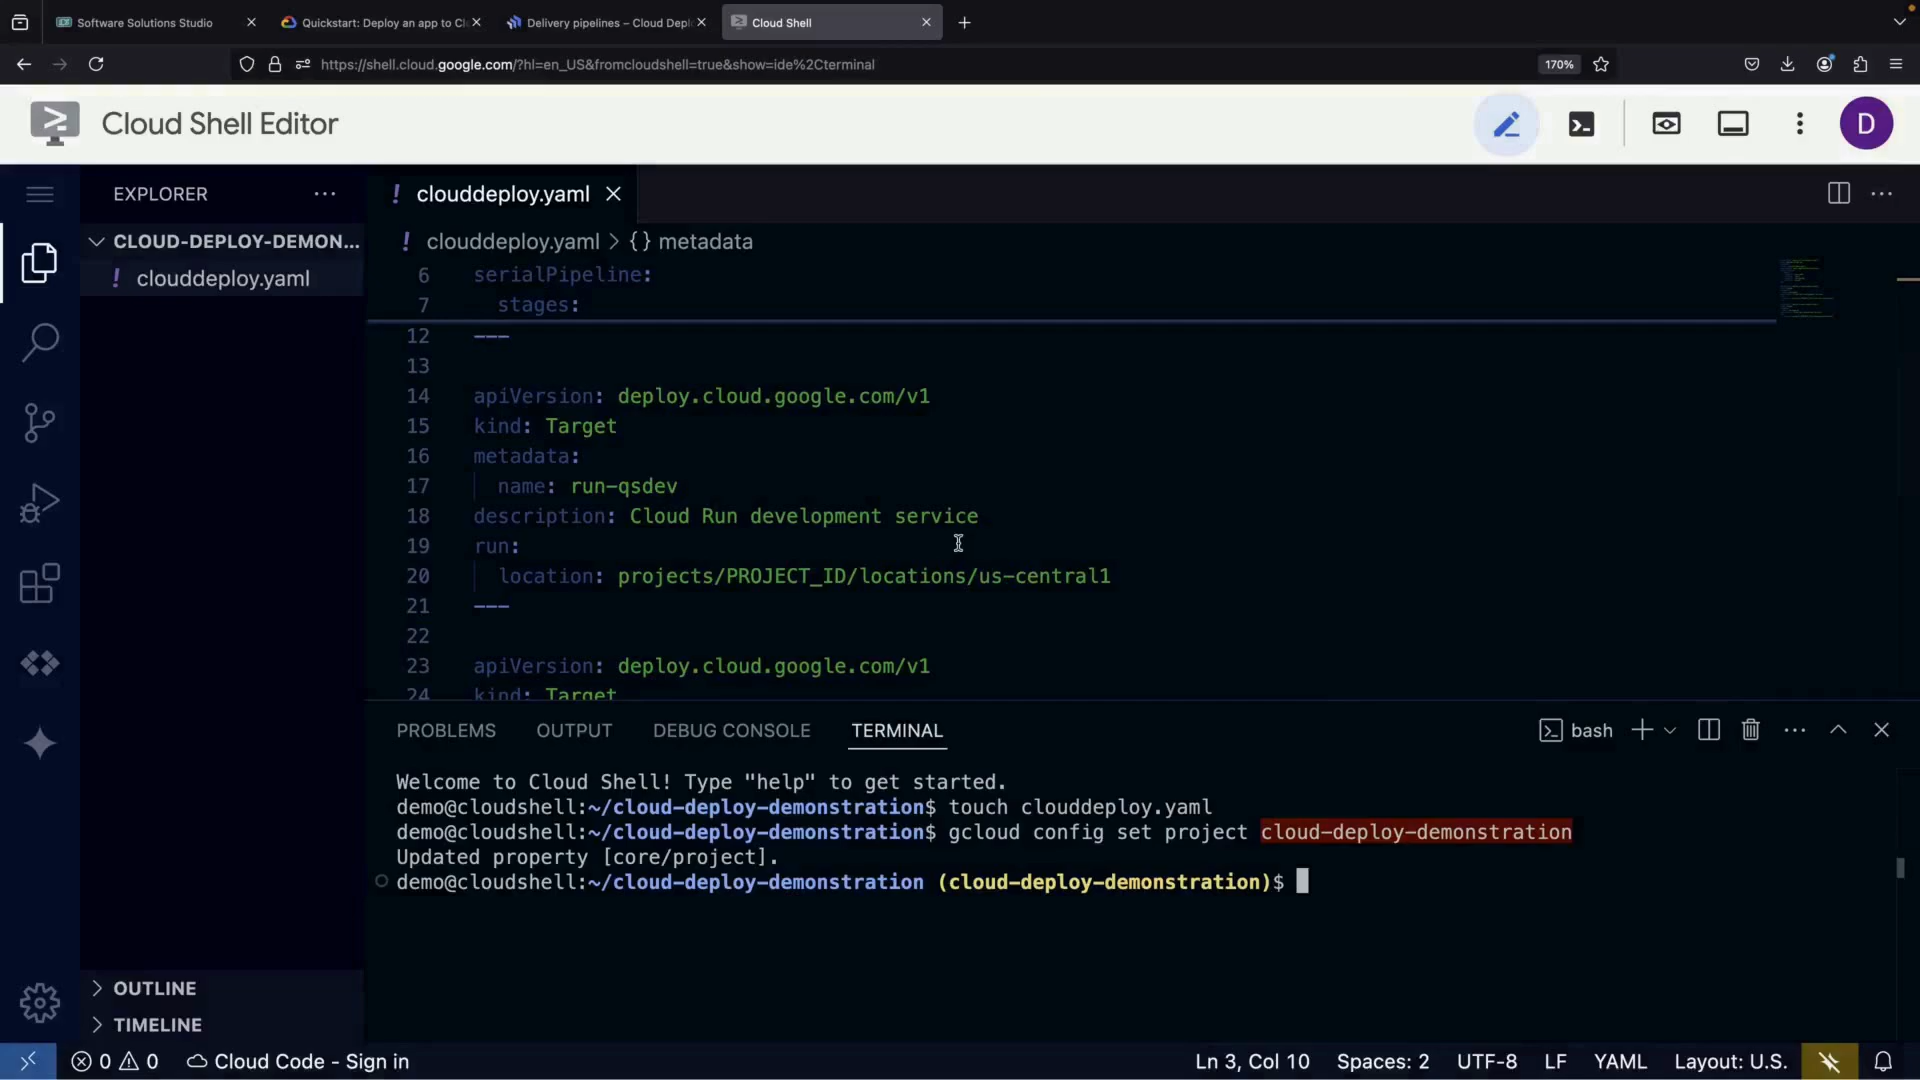 Software Solutions Studio
Quickstart: Deploy an app to Cl
Delivery pipelines – Cloud Depl
Cloud Shell
https://shell.cloud.google.com/?hl=en_US&fromcloudshell=true&show=ide%2Cterminal
170%
Cloud Shell Editor
D
EXPLORER
clouddeploy.yaml
CLOUD-DEPLOY-DEMON...
clouddeploy.yaml
clouddeploy.yaml > {} metadata
6 serialPipeline:
7 stages:
12 ---
13
14 apiVersion: deploy.cloud.google.com/v1
15 kind: Target
16 metadata:
17 name: run-qsdev
18 description: Cloud Run development service
19 run:
20 location: projects/PROJECT_ID/locations/us-central1
21 ---
22
23 apiVersion: deploy.cloud.google.com/v1
24 kind: Target
PROBLEMS OUTPUT DEBUG CONSOLE TERMINAL
bash
Welcome to Cloud Shell! Type "help" to get started.
demo@cloudshell:~/cloud-deploy-demonstration$ touch clouddeploy.yaml
demo@cloudshell:~/cloud-deploy-demonstration$ gcloud config set project cloud-deploy-demonstration
Updated property [core/project].
demo@cloudshell:~/cloud-deploy-demonstration (cloud-deploy-demonstration)$
OUTLINE
TIMELINE
0 0 Cloud Code - Sign in
Ln 3, Col 10 Spaces: 2 UTF-8 LF YAML Layout: U.S.